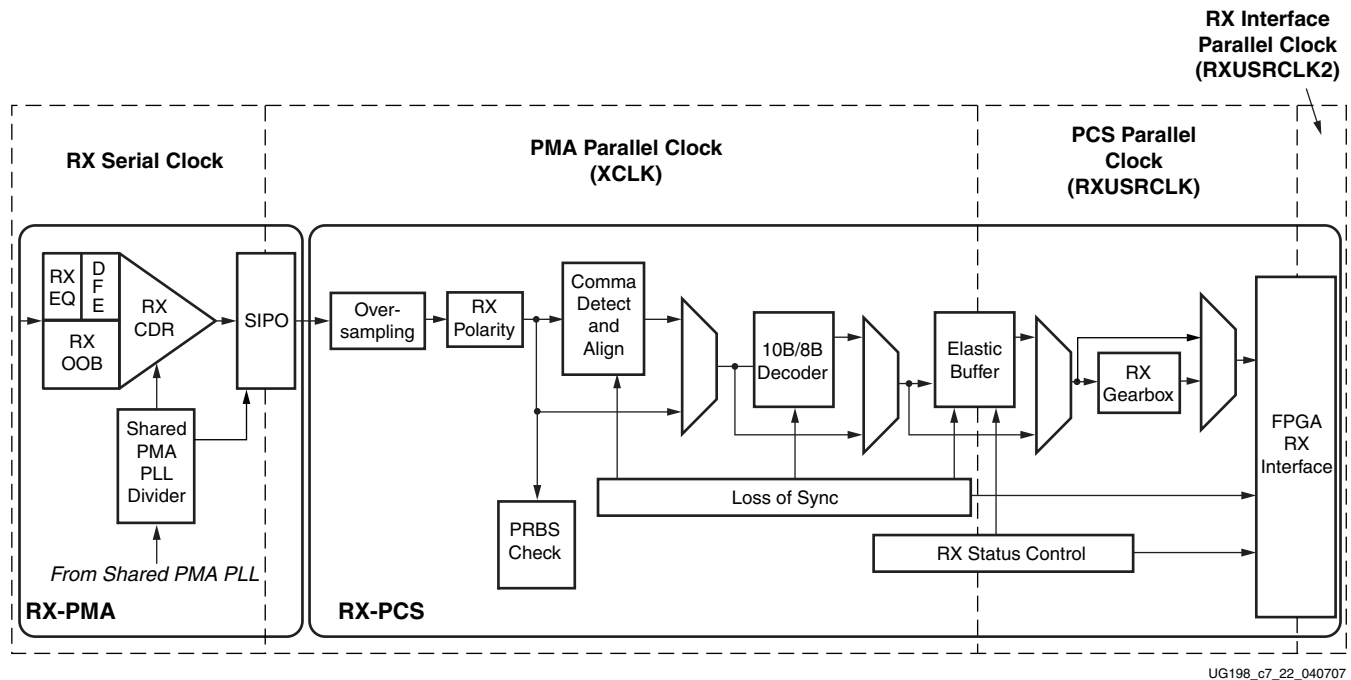 RX Interface
Parallel Clock
(RXUSRCLK2)
RX Serial Clock
PMA Parallel Clock
(XCLK)
PCS Parallel
Clock
(RXUSRCLK)
RX
EQ
D
F
E
RX
OOB
RX
CDR
SIPO
Shared
PMA
PLL
Divider
From Shared PMA PLL
RX-PMA
Over-
sampling
RX
Polarity
Comma
Detect
and
Align
10B/8B
Decoder
Elastic
Buffer
RX
Gearbox
FPGA
RX
Interface
Loss of Sync
PRBS
Check
RX Status Control
RX-PCS
UG198_c7_22_040707